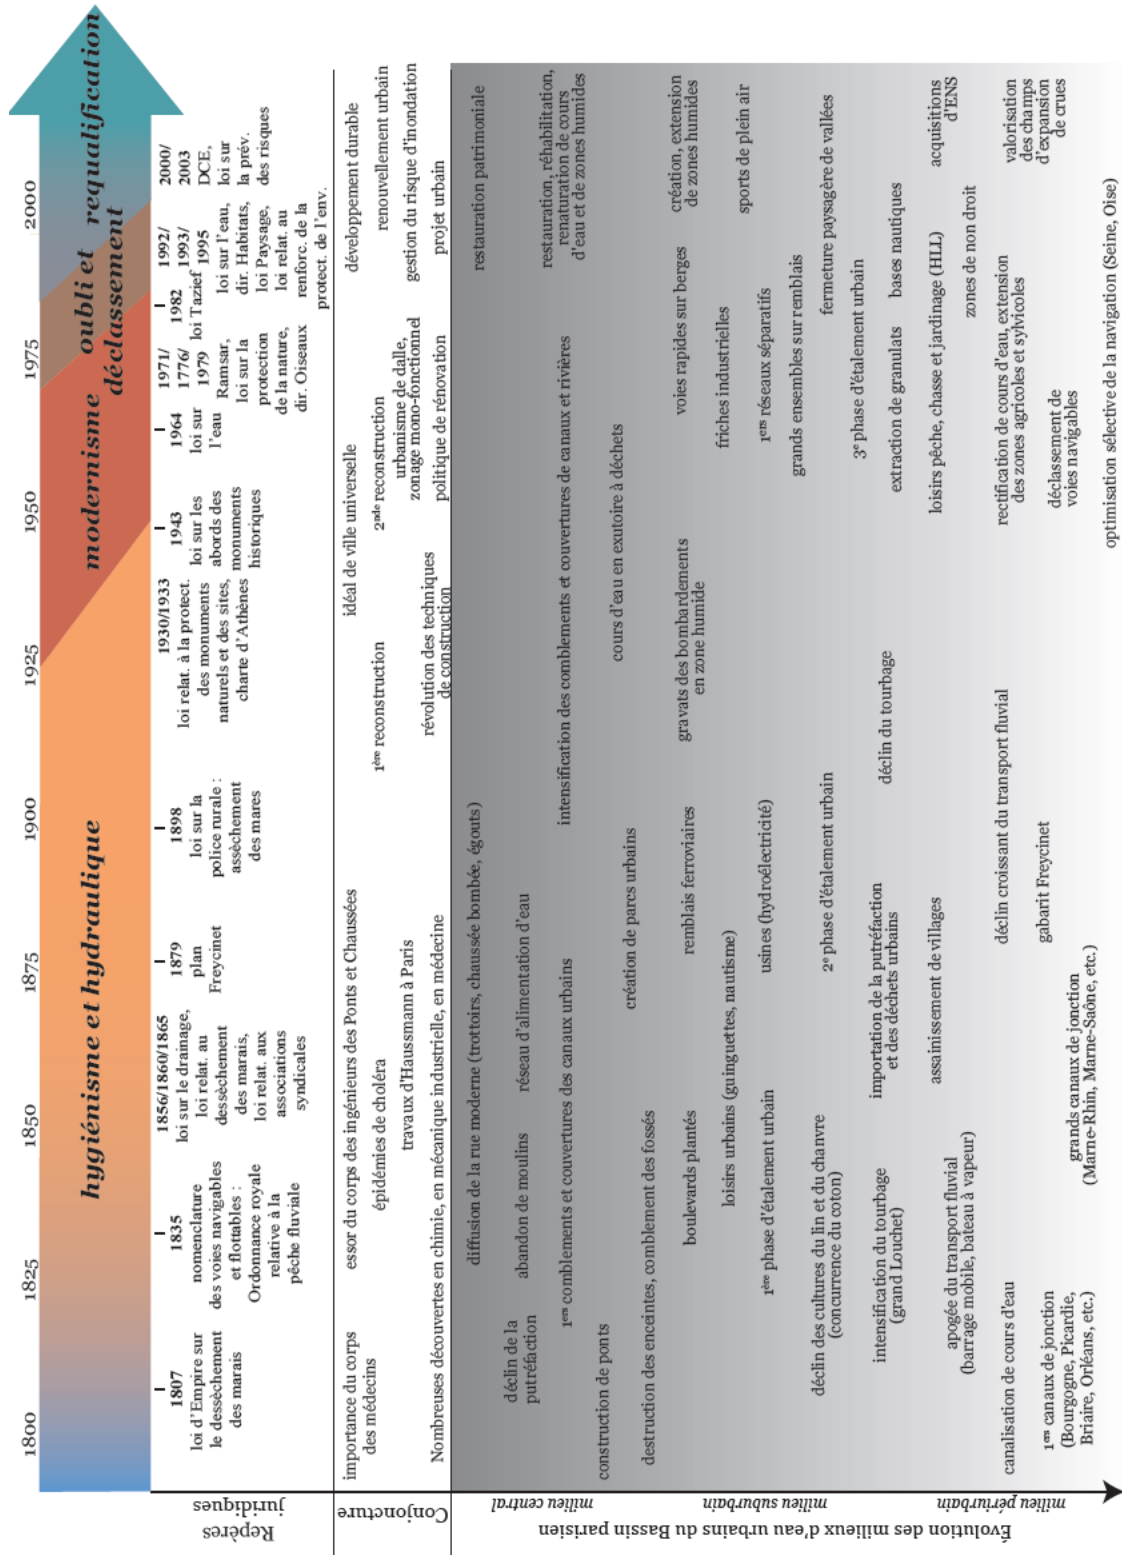 hygiénisme et hydraulique
modernisme
oubli et
déclassement
requalification
1800
1825
1850
1875
1900
1925
1950
1975
2000
Repères
juridiques
1807
loi d'Empire sur
le dessèchement
des marais
1835
nomenclature
des voies navigables
et flottables :
Ordonnance royale
relative à la
pêche fluviale
1856/1860/1865
loi sur le drainage,
loi relat. au
dessèchement
des marais,
loi relat. aux
associations
syndicales
1879
plan
Freycinet
1898
loi sur la
police rurale :
assèchement
des mares
1930/1933
loi relat. à la protect.
des monuments
naturels et des sites,
charte d'Athènes
1943
loi sur les
abords des
monuments
historiques
1964
loi sur
l'eau
1971/
1776/
1979
Ramsar,
loi sur la
protection
de la nature,
dir. Oiseaux
1982
loi Tazief
1992/
1993/
1995
loi sur l'eau,
dir. Habitats,
loi Paysage,
loi relat. au
renforc. de la
protect. de l'env.
2000/
2003
DCE,
loi sur
la prév.
des risques
Conjoncture
importance du corps
des médecins
essor du corps des ingénieurs des Ponts et Chaussées
épidémies de choléra
travaux d'Haussmann à Paris
Nombreuses découvertes en chimie, en mécanique industrielle, en médecine
1ère reconstruction
révolution des techniques
de construction
idéal de ville universelle
2nde reconstruction
urbanisme de dalle,
zonage mono-fonctionnel
politique de rénovation
développement durable
renouvellement urbain
gestion du risque d'inondation
projet urbain
Évolution des milieux d'eau urbains du Bassin parisien
milieu central
diffusion de la rue moderne (trottoirs, chaussée bombée, égouts)
restauration patrimoniale
déclin de la
putréfaction
abandon de moulins
réseau d'alimentation d'eau
1ers comblements et couvertures des canaux urbains
intensification des comblements et couvertures de canaux et rivières
restauration, réhabilitation,
renaturation de cours
d'eau et de zones humides
construction de ponts
création de parcs urbains
cours d'eau en exutoire à déchets
destruction des enceintes, comblement des fossés
milieu suburbain
boulevards plantés
remblais ferroviaires
gravats des bombardements
en zone humide
voies rapides sur berges
création, extension
de zones humides
loisirs urbains (guinguettes, nautisme)
friches industrielles
sports de plein air
1ère phase d'étalement urbain
usines (hydroélectricité)
1ers réseaux séparatifs
grands ensembles sur remblais
déclin des cultures du lin et du chanvre
(concurrence du coton)
2e phase d'étalement urbain
fermeture paysagère de vallées
3e phase d'étalement urbain
intensification du tourbage
(grand Louchet)
importation de la putréfaction
et des déchets urbains
déclin du tourbage
extraction de granulats
bases nautiques
milieu périurbain
apogée du transport fluvial
(barrage mobile, bateau à vapeur)
assainissement de villages
loisirs pêche, chasse et jardinage (HLL)
acquisitions
d'ENS
zones de non droit
canalisation de cours d'eau
déclin croissant du transport fluvial
rectification de cours d'eau, extension
des zones agricoles et sylvicoles
valorisation
des champs
d'expansion
de crues
1ers canaux de jonction
(Bourgogne, Picardie,
Briaire, Orléans, etc.)
grands canaux de jonction
(Marne-Rhin, Marne-Saône, etc.)
gabarit Freycinet
déclassement de
voies navigables
optimisation sélective de la navigation (Seine, Oise)